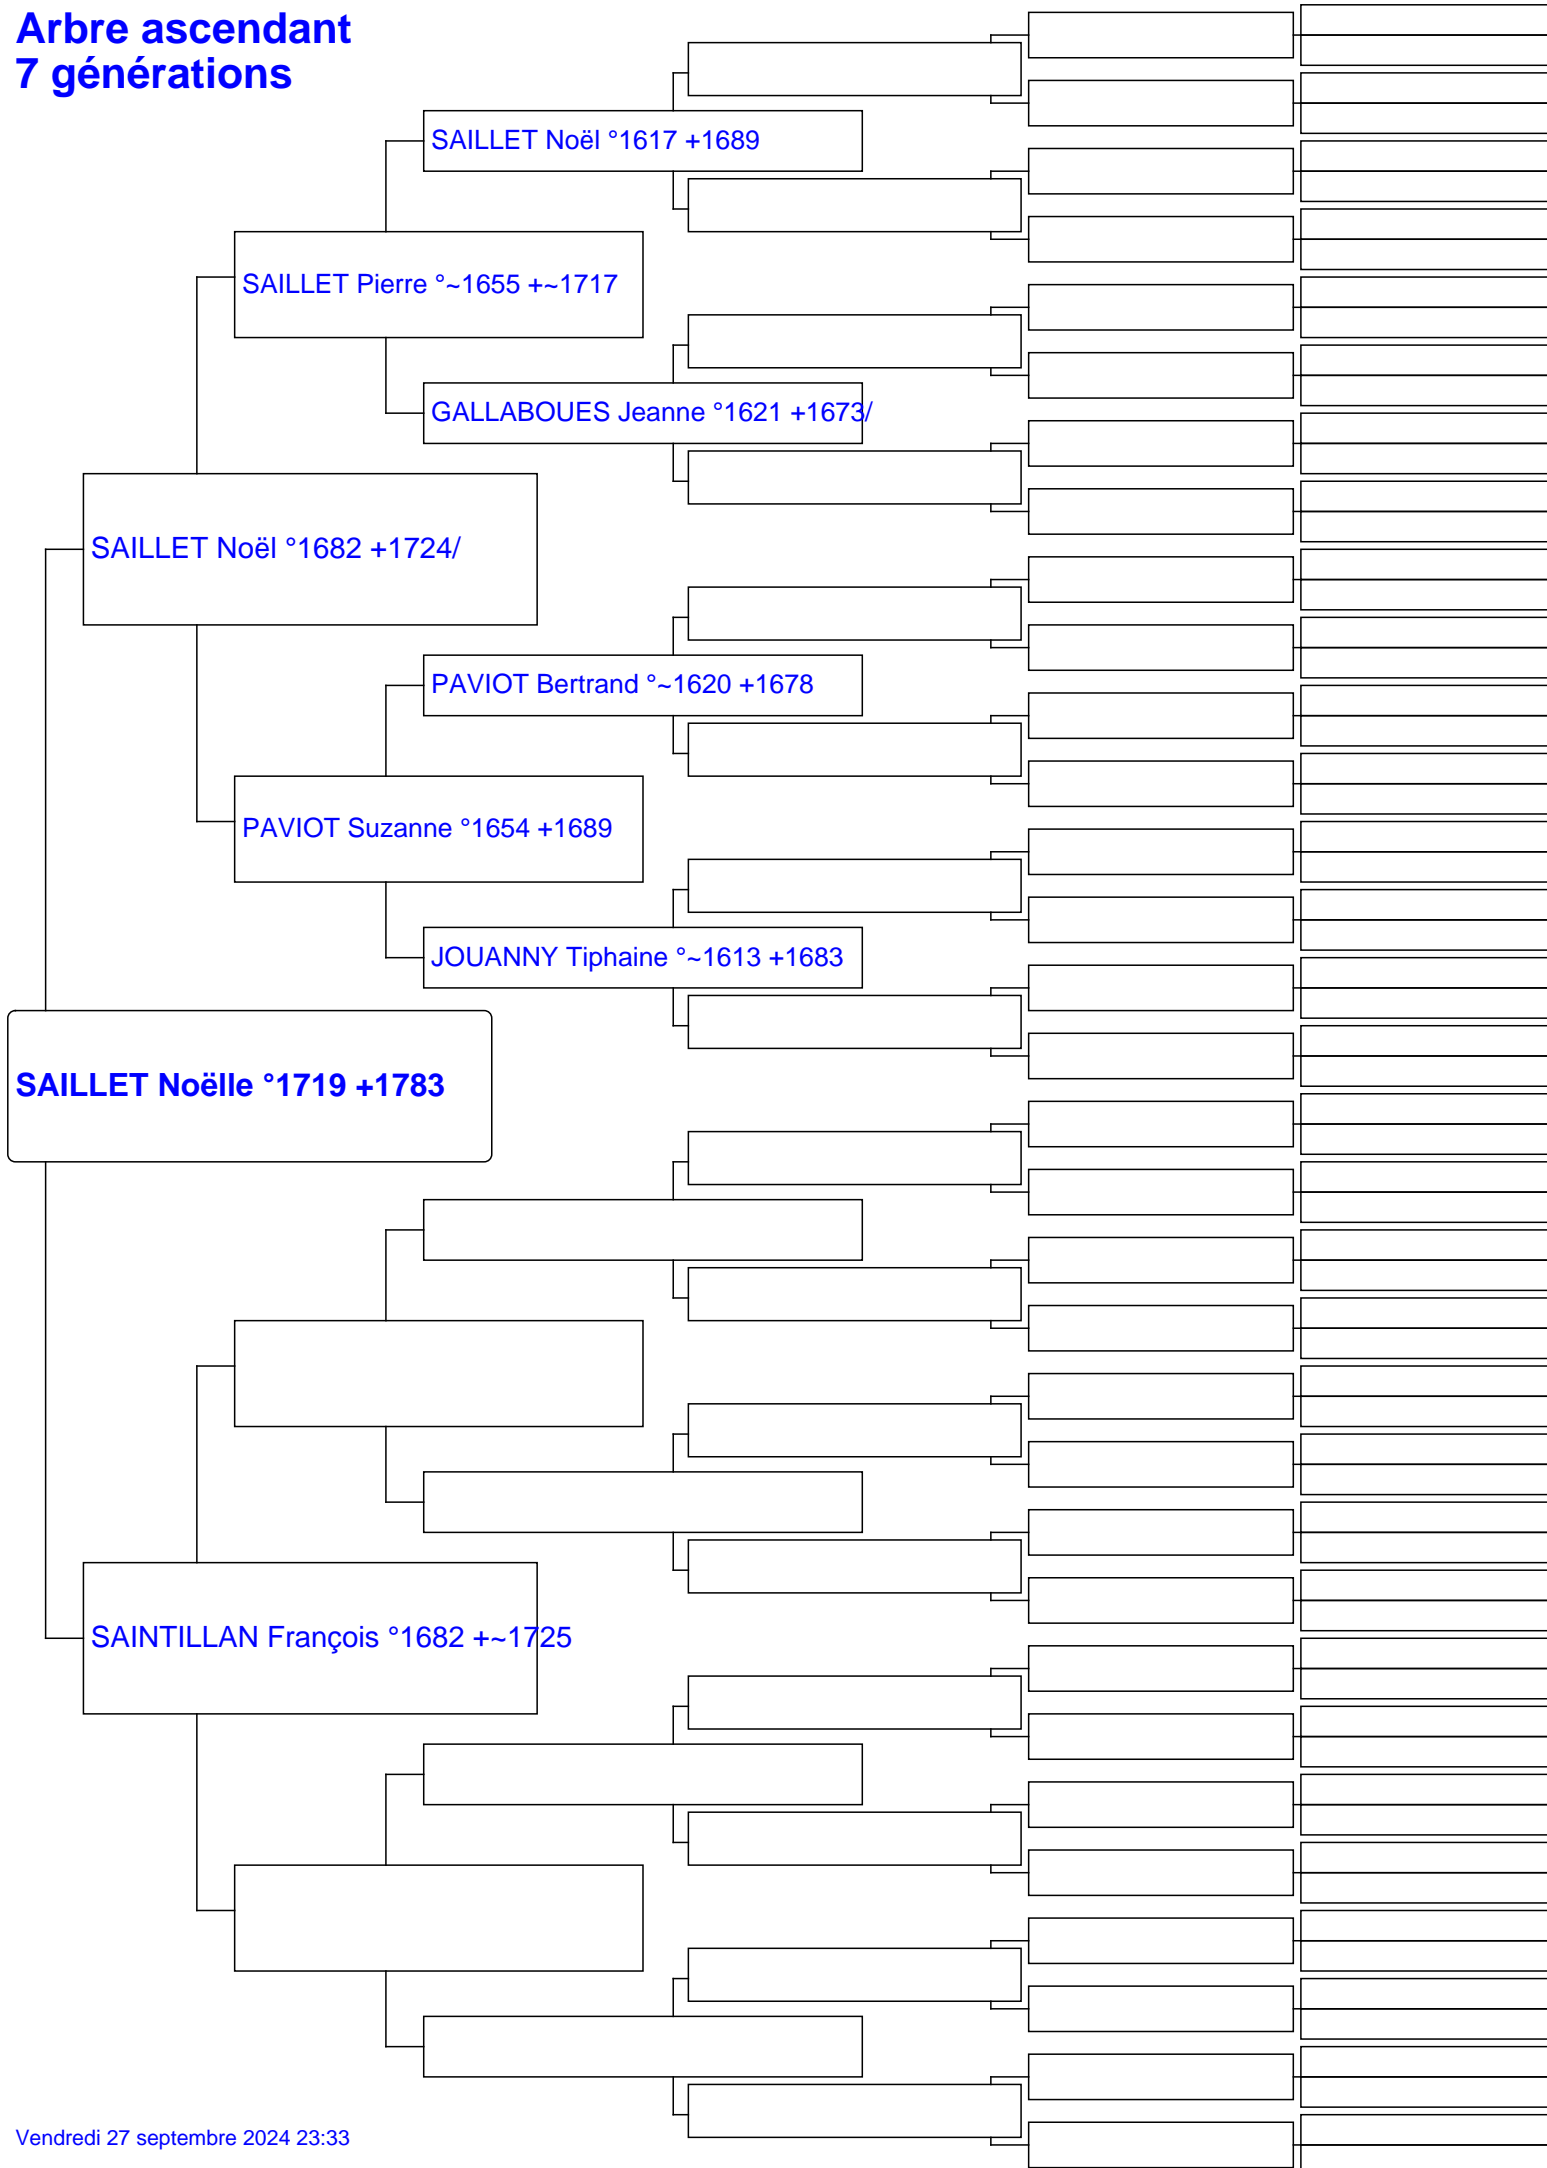 Arbre ascendant
7 générations
SAILLET Noël °1617 +1689
SAILLET Pierre °~1655 +~1717
GALLABOUES Jeanne °1621 +1673/
SAILLET Noël °1682 +1724/
PAVIOT Bertrand °~1620 +1678
PAVIOT Suzanne °1654 +1689
JOUANNY Tiphaine °~1613 +1683
SAILLET Noëlle °1719 +1783
SAINTILLAN François °1682 +~1725
Vendredi 27 septembre 2024 23:33